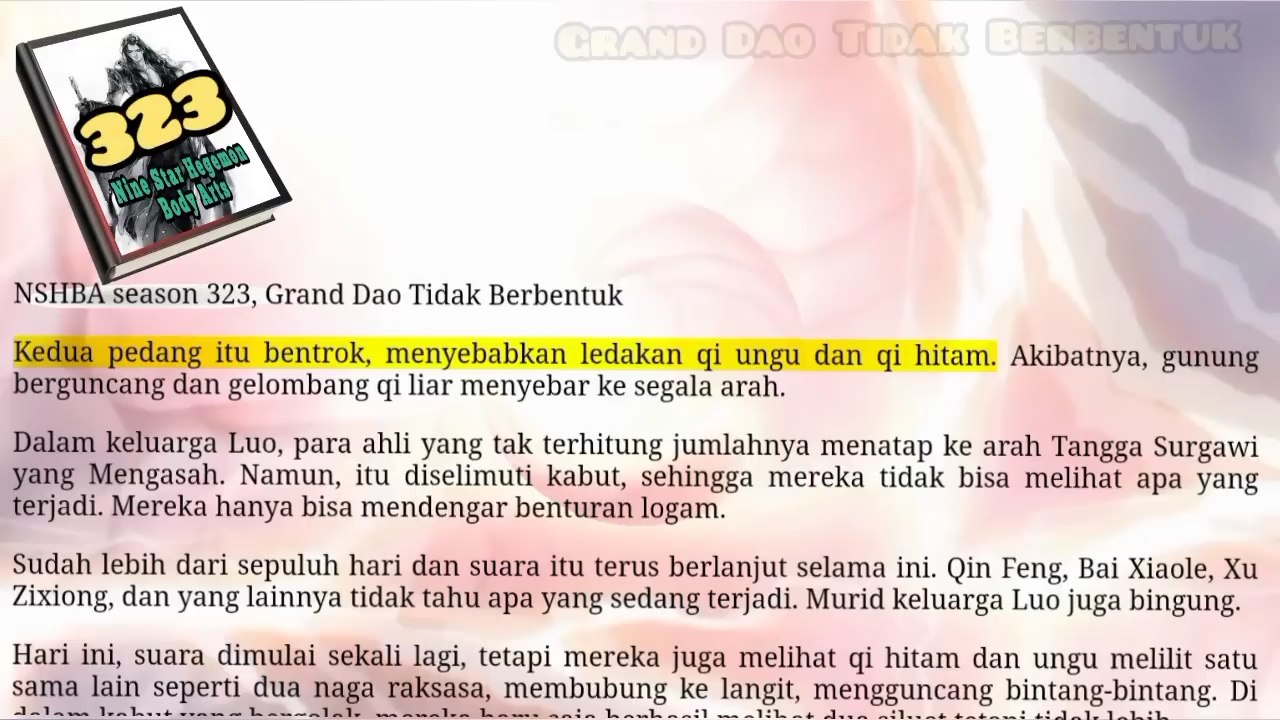 Grand Dao Tidak Berbentuk
323
Nine Star Hegemon
Body Arts
NSHBA season 323, Grand Dao Tidak Berbentuk
Kedua pedang itu bentrok, menyebabkan ledakan qi ungu dan qi hitam. Akibatnya, gunung
berguncang dan gelombang qi liar menyebar ke segala arah.
Dalam keluarga Luo, para ahli yang tak terhitung jumlahnya menatap ke arah Tangga Surgawi
yang Mengasah. Namun, itu diselimuti kabut, sehingga mereka tidak bisa melihat apa yang
terjadi. Mereka hanya bisa mendengar benturan logam.
Sudah lebih dari sepuluh hari dan suara itu terus berlanjut selama ini. Qin Feng, Bai Xiaole, Xu
Zixiong, dan yang lainnya tidak tahu apa yang sedang terjadi. Murid keluarga Luo juga bingung.
Hari ini, suara dimulai sekali lagi, tetapi mereka juga melihat qi hitam dan ungu melilit satu
sama lain seperti dua naga raksasa, membubung ke langit, mengguncang bintang-bintang. Di